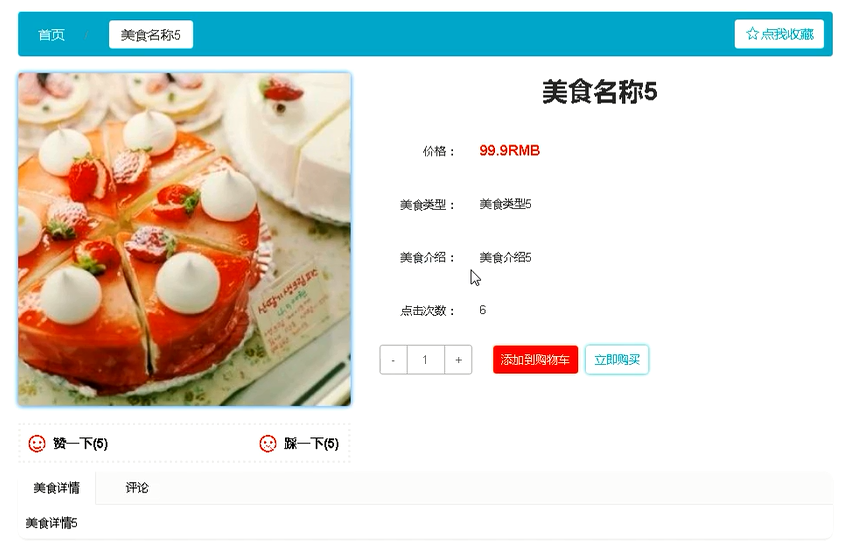 首页 / 美食名称5 ☆点我收藏
美食名称5
价格： 99.9RMB
美食类型： 美食类型5
美食介绍： 美食介绍5
点击次数： 6
- 1 + 添加到购物车 立即购买
赞一下(5) 踩一下(5)
美食详情 评论
美食详情5